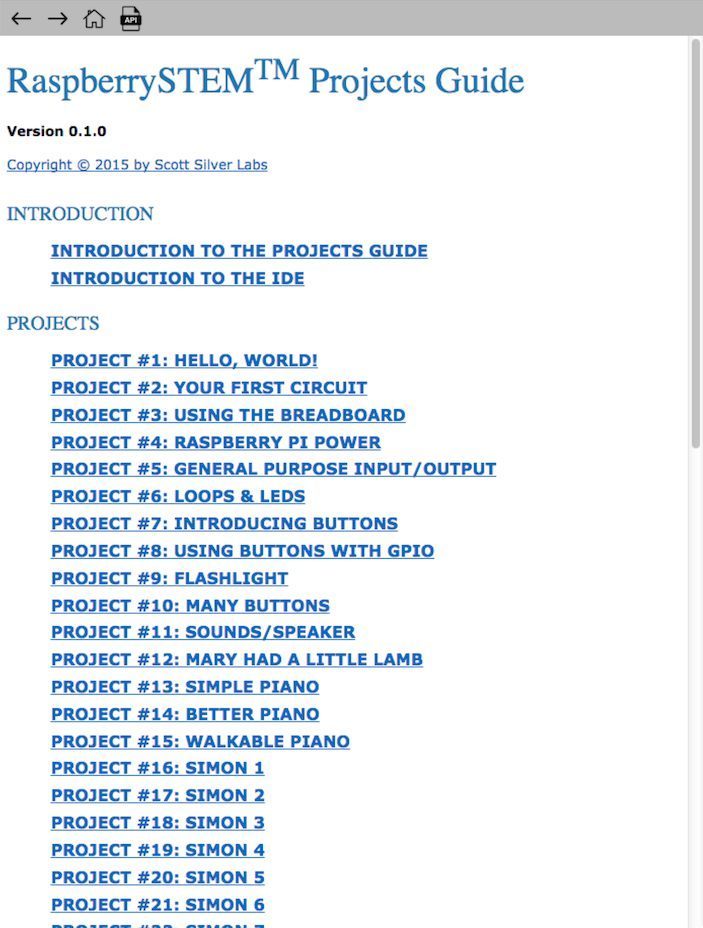 API
RaspberrySTEM™ Projects Guide
Version 0.1.0
Copyright © 2015 by Scott Silver Labs
INTRODUCTION
INTRODUCTION TO THE PROJECTS GUIDE
INTRODUCTION TO THE IDE
PROJECTS
PROJECT #1: HELLO, WORLD!
PROJECT #2: YOUR FIRST CIRCUIT
PROJECT #3: USING THE BREADBOARD
PROJECT #4: RASPBERRY PI POWER
PROJECT #5: GENERAL PURPOSE INPUT/OUTPUT
PROJECT #6: LOOPS & LEDS
PROJECT #7: INTRODUCING BUTTONS
PROJECT #8: USING BUTTONS WITH GPIO
PROJECT #9: FLASHLIGHT
PROJECT #10: MANY BUTTONS
PROJECT #11: SOUNDS/SPEAKER
PROJECT #12: MARY HAD A LITTLE LAMB
PROJECT #13: SIMPLE PIANO
PROJECT #14: BETTER PIANO
PROJECT #15: WALKABLE PIANO
PROJECT #16: SIMON 1
PROJECT #17: SIMON 2
PROJECT #18: SIMON 3
PROJECT #19: SIMON 4
PROJECT #20: SIMON 5
PROJECT #21: SIMON 6
PROJECT #22: SIMON 7